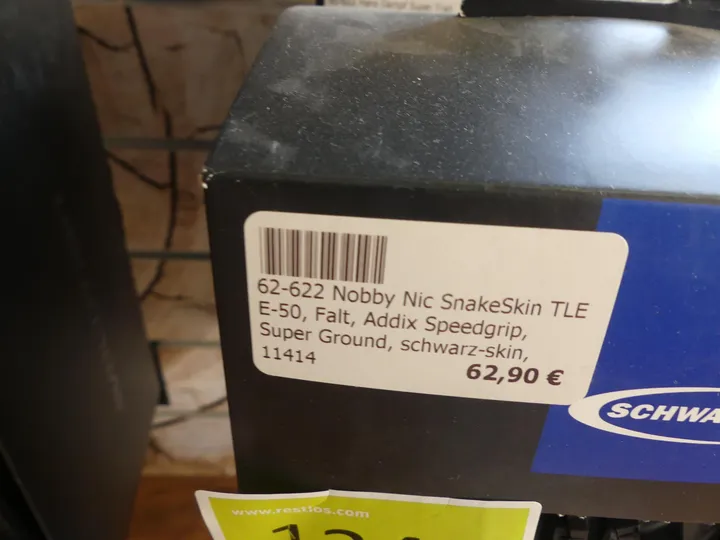 62-622 Nobby Nic SnakeSkin TLE
E-50, Falt, Addix Speedgrip,
Super Ground, schwarz-skin,
11414
62,90 €
SCHWA
www.restlos.com